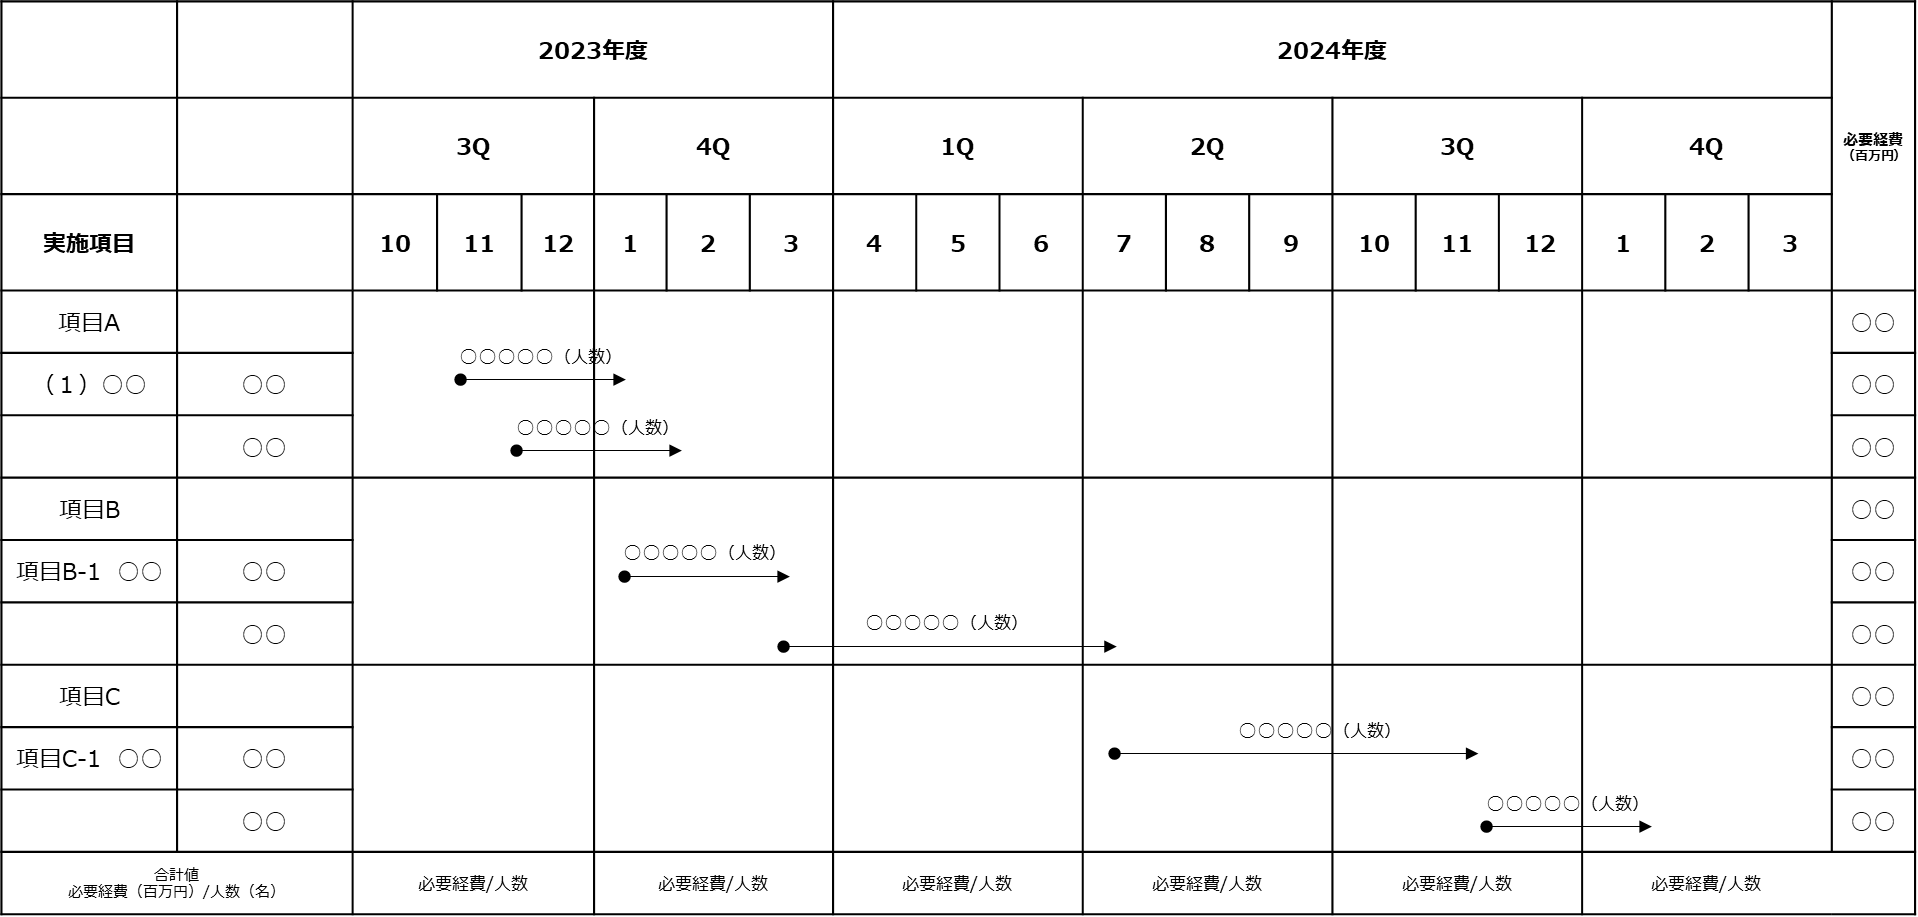 2023年度
2024年度
必要経費
（百万円）
3Q
4Q
1Q
2Q
3Q
4Q
実施項目
10
11
12
1
2
3
4
5
6
7
8
9
10
11
12
1
2
3
項目A
○○
○○○○○（人数）
（１）○○
○○
○○
○○○○○（人数）
○○
○○
項目B
○○
○○○○○（人数）
項目B-1 ○○
○○
○○
○○○○○（人数）
○○
○○
項目C
○○
○○○○○（人数）
項目C-1 ○○
○○
○○
○○○○○（人数）
○○
○○
合計値
必要経費（百万円）/人数（名）
必要経費/人数
必要経費/人数
必要経費/人数
必要経費/人数
必要経費/人数
必要経費/人数